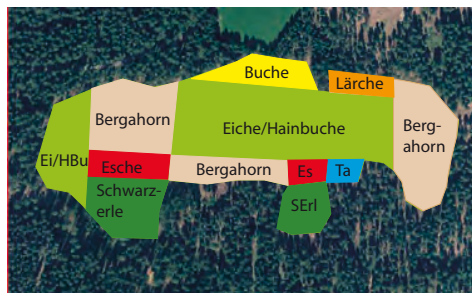 Buche
Lärche
Bergahorn
Eiche/Hainbuche
Berg-
ahorn
Ei/HBu
Esche
Bergahorn
Es
Ta
Schwarz-
erle
SErl